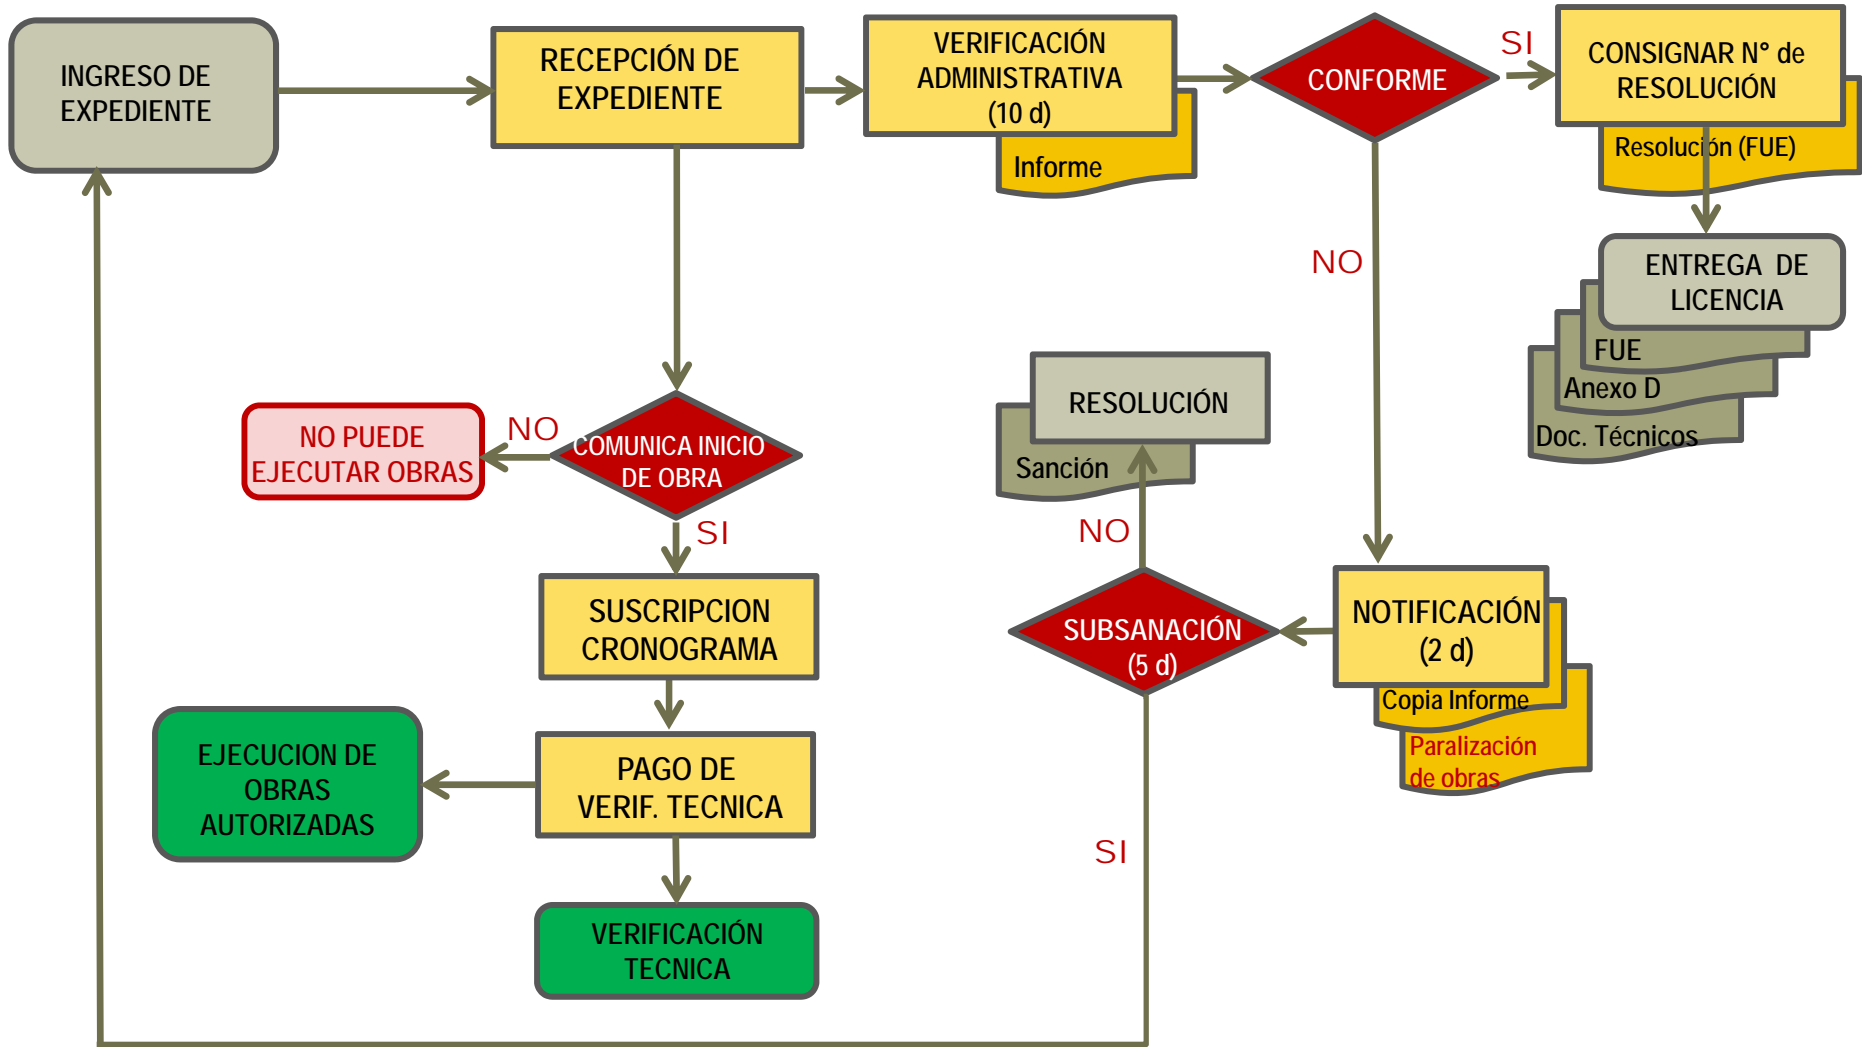 INGRESO DE
EXPEDIENTE
RECEPCIÓN DE
EXPEDIENTE
VERIFICACIÓN
ADMINISTRATIVA
(10 d)
Informe
CONFORME
SI
CONSIGNAR N° de
RESOLUCIÓN
Resolución (FUE)
NO
ENTREGA DE
LICENCIA
FUE
Anexo D
Doc. Técnicos
RESOLUCIÓN
Sanción
NO PUEDE
EJECUTAR OBRAS
NO
COMUNICA INICIO
DE OBRA
SI
NO
SUSCRIPCION
CRONOGRAMA
SUBSANACIÓN
(5 d)
NOTIFICACIÓN
(2 d)
Copia Informe
Paralización
de obras
EJECUCION DE
OBRAS
AUTORIZADAS
PAGO DE
VERIF. TECNICA
SI
VERIFICACIÓN
TECNICA